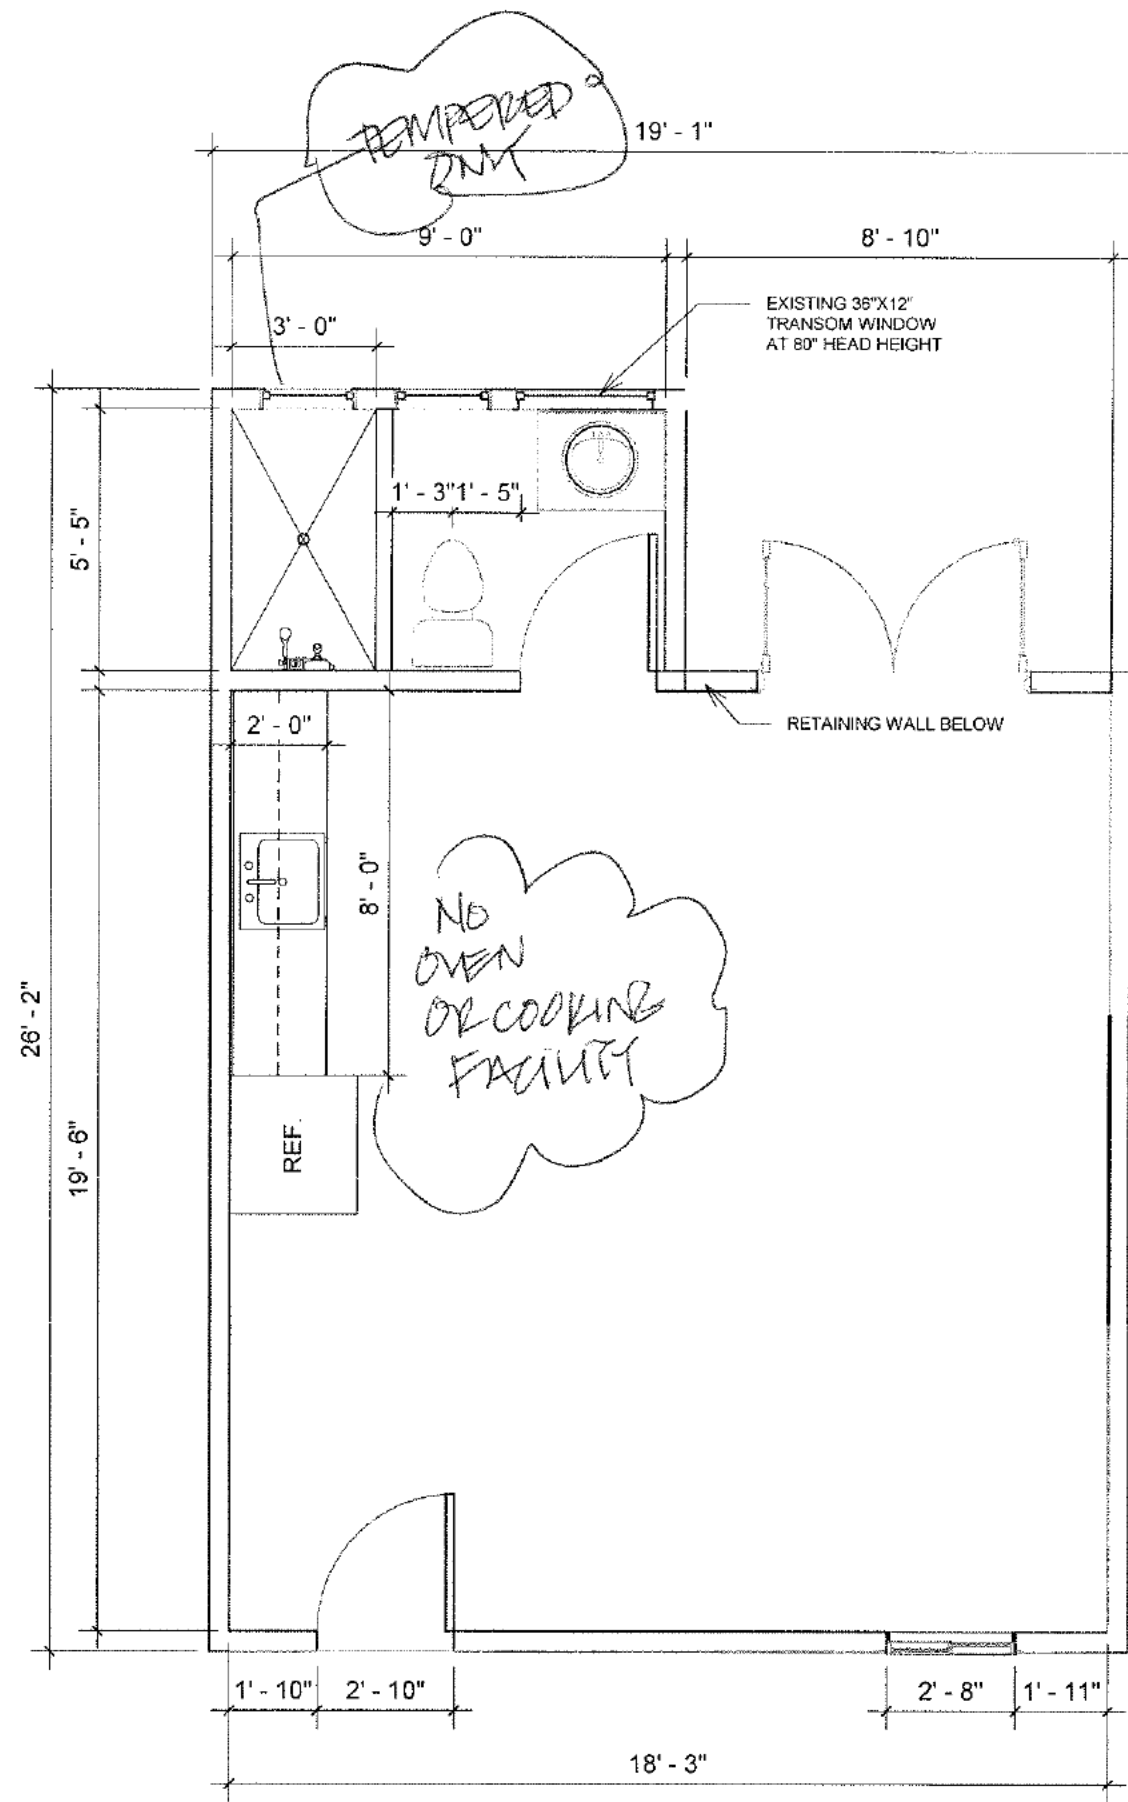 TEMPERED
19' - 1"
9' - 0"
8' - 10"
EXISTING 36"X12"
TRANSOM WINDOW
AT 80" HEAD HEIGHT
3' - 0"
1' - 3"
1' - 5"
5' - 5"
RETAINING WALL BELOW
2' - 0"
8' - 0"
NO
OVEN
OR COOKING
FACILITY
26' - 2"
19' - 6"
REF.
1' - 10"
2' - 10"
2' - 8"
1' - 11"
18' - 3"